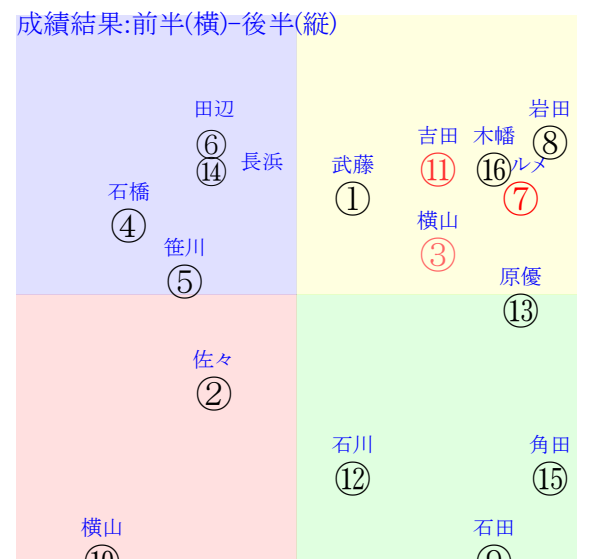 成績結果:前半(横)-後半(縦)
田辺
岩田
⑥
吉田
木幡
⑧
⑭
長浜
武藤
⑪
⑯
ルメ
石橋
①
⑦
④
横山
笹川
③
⑤
原優
⑬
佐々
②
石川
角田
⑫
⑮
横山
石田
⑩
⑨